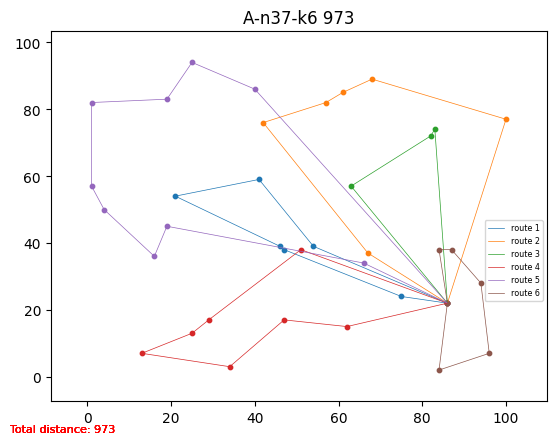 A-n37-k6 973
100
80
60
40
20
0
0 20 40 60 80 100
route 1
route 2
route 3
route 4
route 5
route 6
Total distance: 973